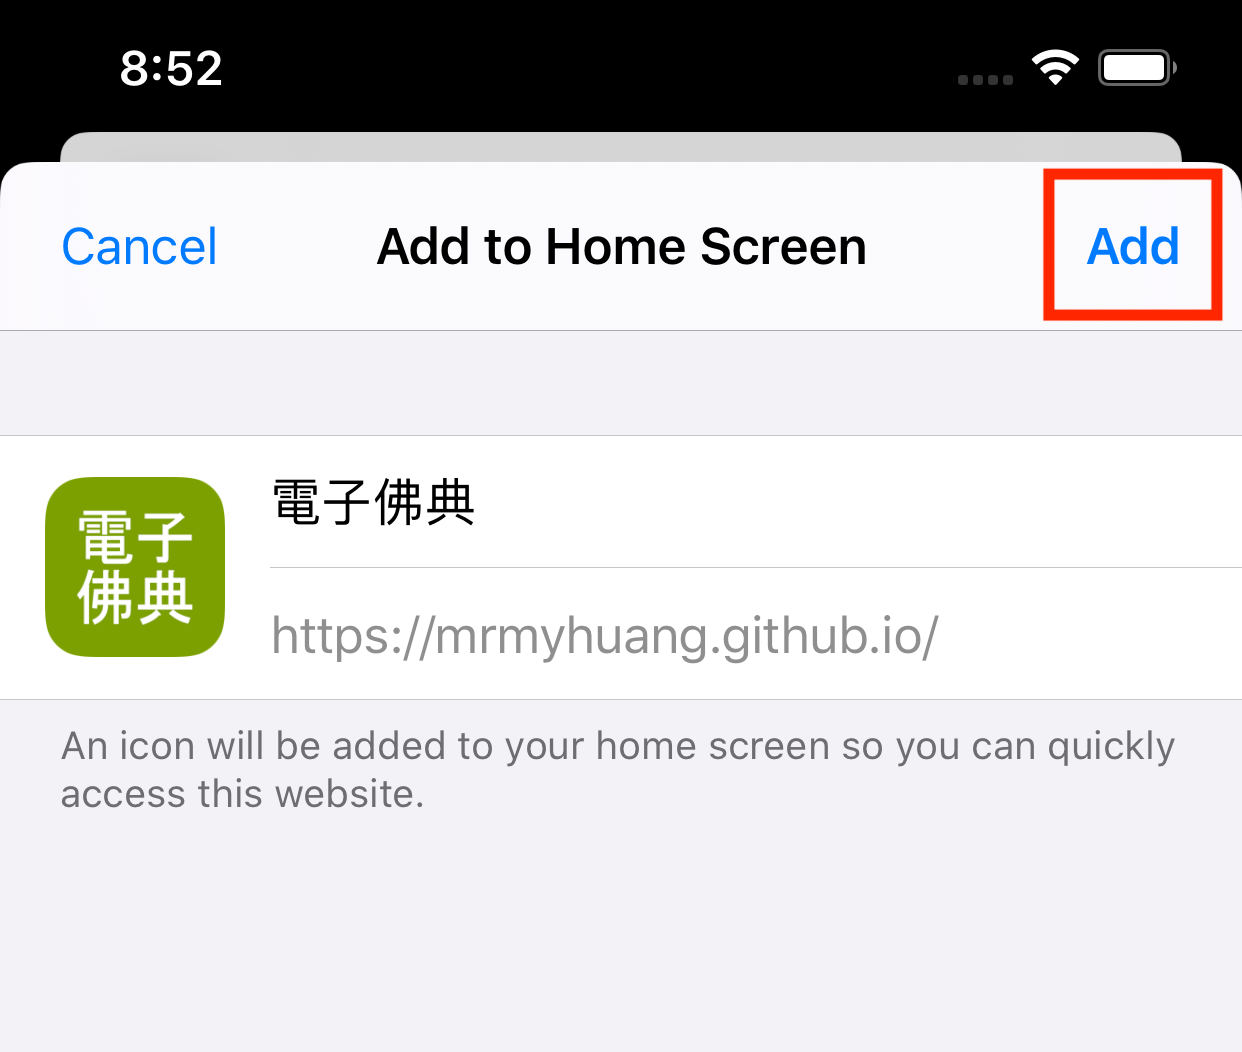 8:52
Cancel Add to Home Screen Add
電子
佛典
電子佛典
https://mrmyhuang.github.io/
An icon will be added to your home screen so you can quickly
access this website.